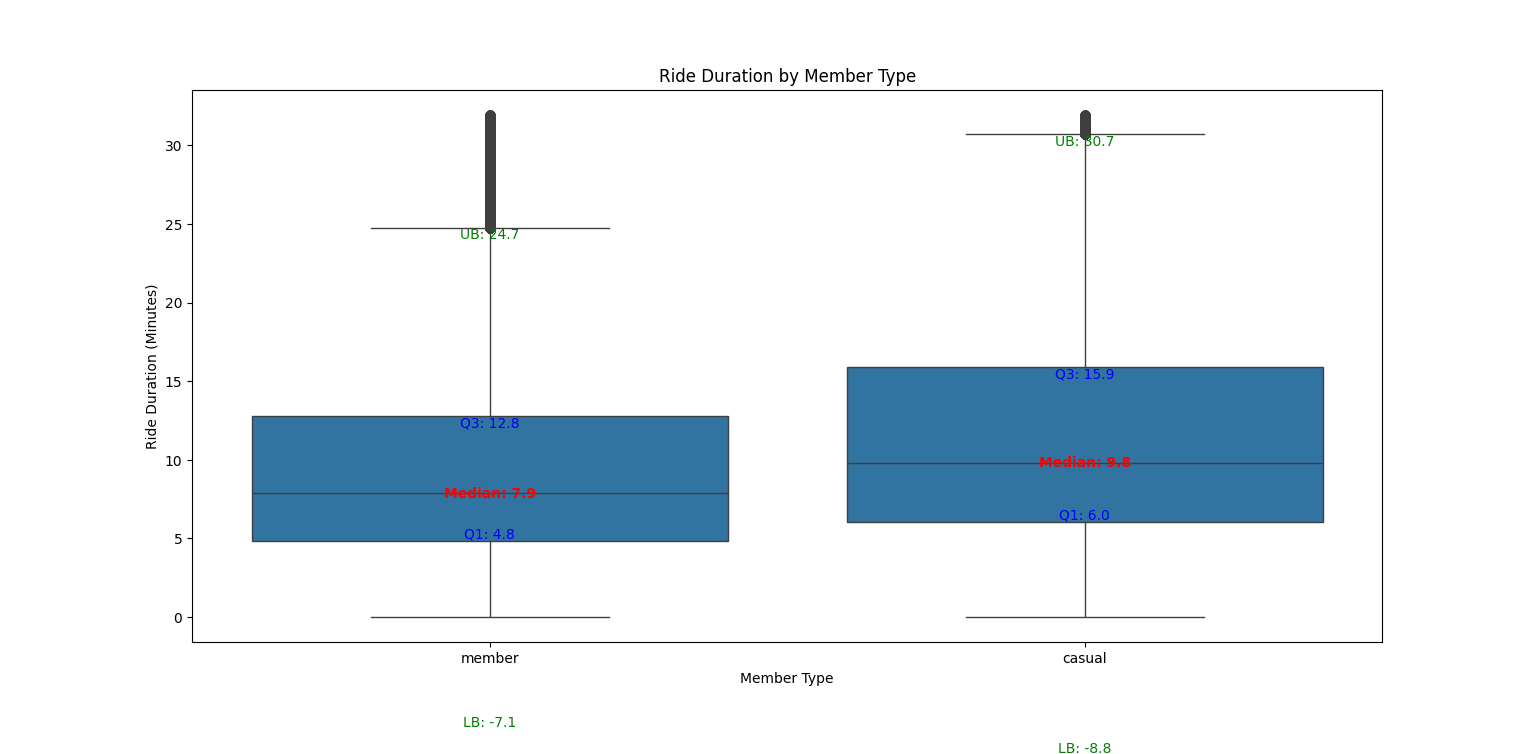 Ride Duration by Member Type
Ride Duration (Minutes)
30
25
20
15
10
5
0
UB: 24.7
Q3: 12.8
Median: 7.9
Q1: 4.8
UB: 30.7
Q3: 15.9
Median: 9.8
Q1: 6.0
member
casual
Member Type
LB: -7.1
LB: -8.8